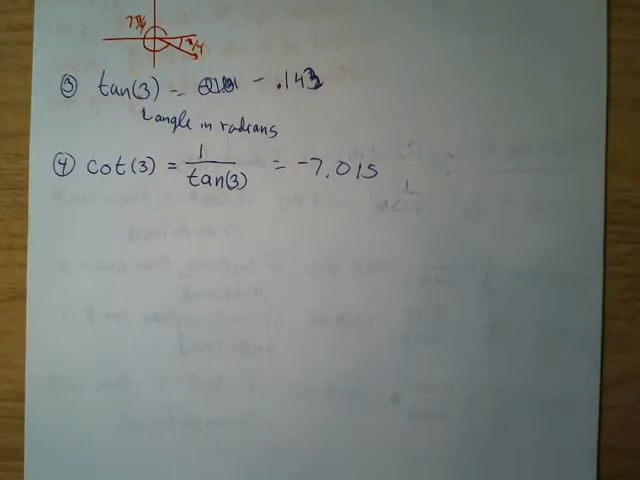 7π/4
π/4
③ tan(3) = - .143
angle in radians
④ cot(3) = 1/tan(3) = -7.015